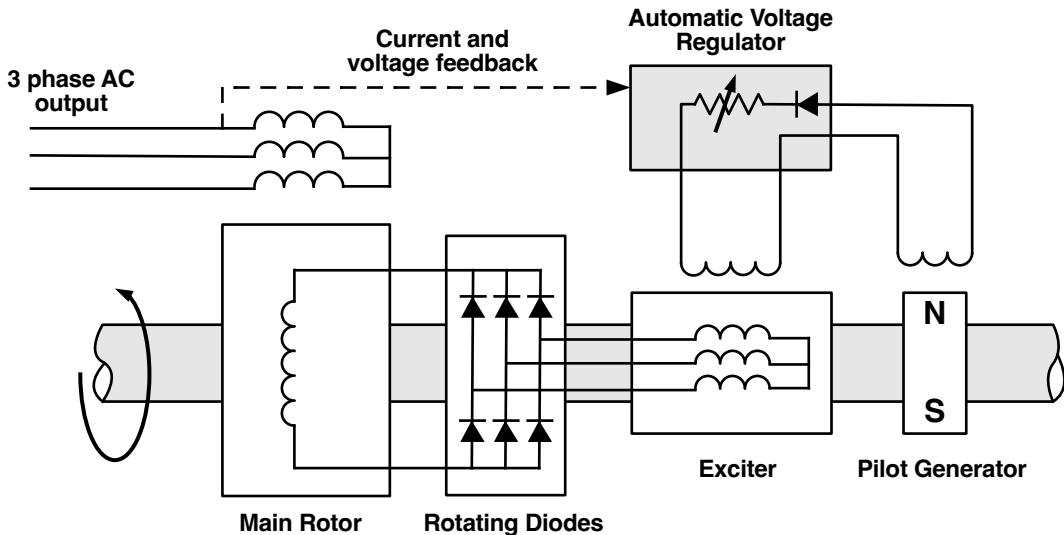 Automatic Voltage
Regulator
Current and
voltage feedback
3 phase AC
output
N
S
Exciter
Pilot Generator
Main Rotor
Rotating Diodes